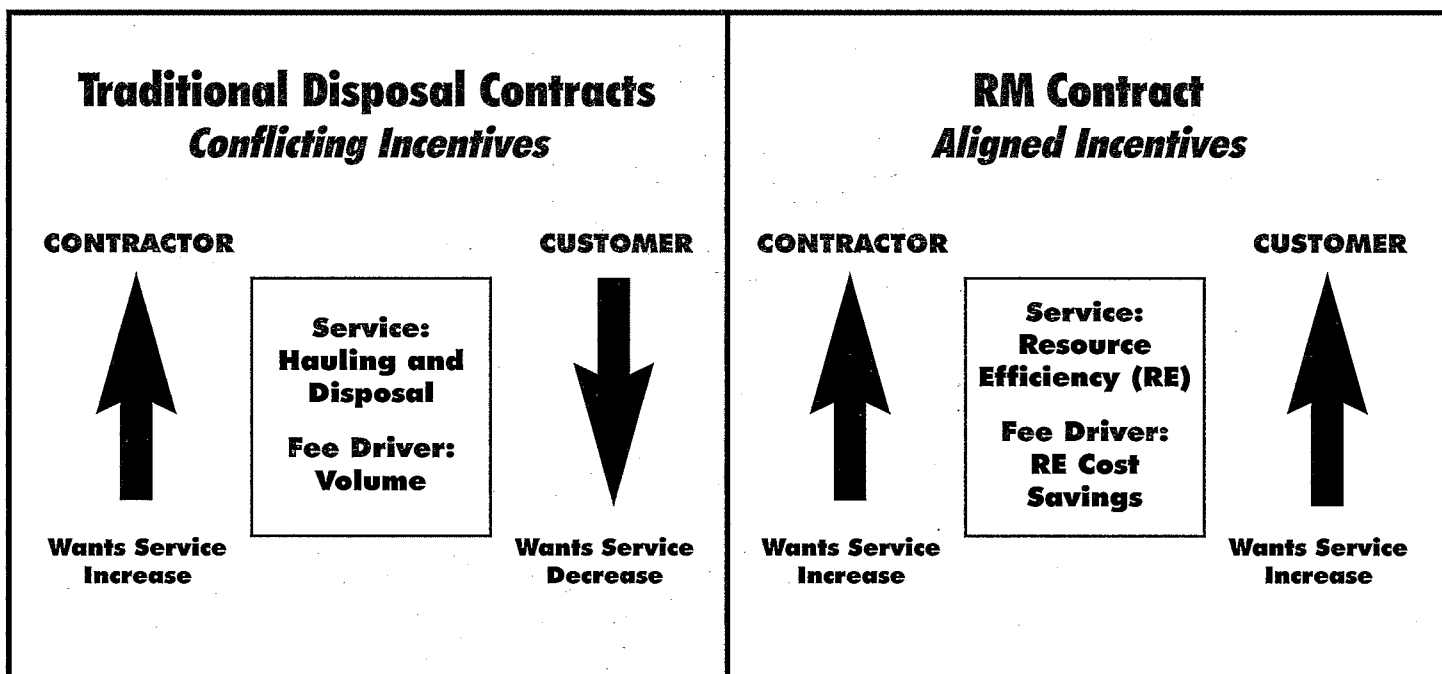 Traditional Disposal Contracts
Conflicting Incentives
CONTRACTOR
CUSTOMER
Service:
Hauling and
Disposal
Fee Driver:
Volume
Wants Service
Increase
Wants Service
Decrease
RM Contract
Aligned Incentives
CONTRACTOR
CUSTOMER
Service:
Resource
Efficiency (RE)
Fee Driver:
RE Cost
Savings
Wants Service
Increase
Wants Service
Increase